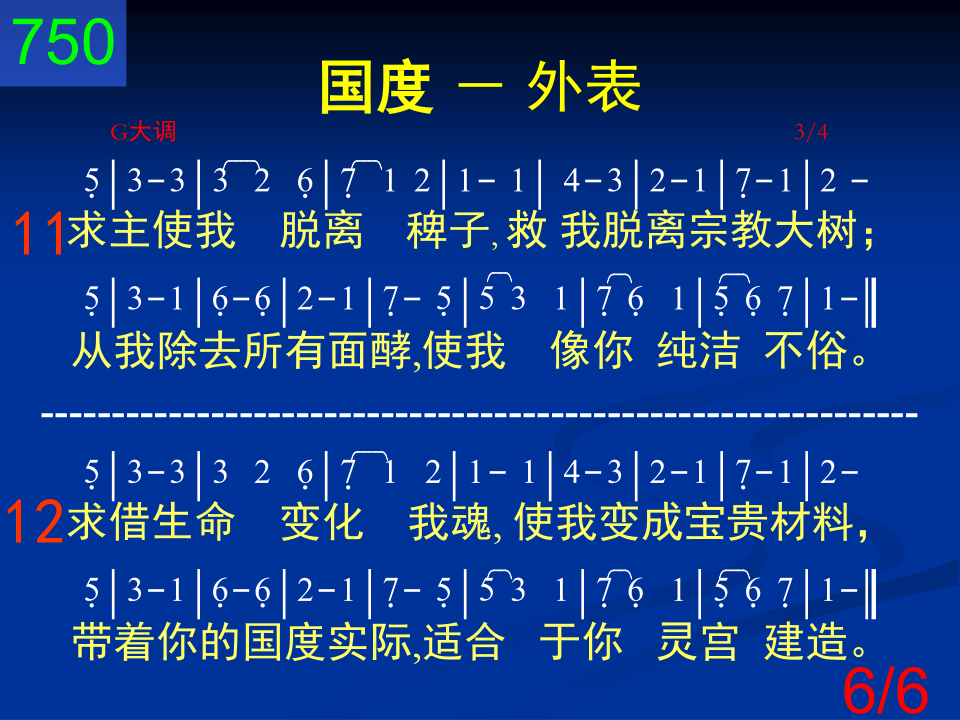 750
国度 － 外表
G大调 3/4
5̣|3-3|3 2 6̣|7̣ 1 2|1- 1| 4-3|2-1|7̣-1|2 -
11求主使我 脱离 稗子, 救 我脱离宗教大树;
5̣|3-1|6̣-6̣|2-1|7̣- 5̣|5 3 1|7̣ 6̣ 1|5̣ 6̣ 7̣|1-‖
从我除去所有面酵,使我 像你 纯洁 不俗。
--------------------------------------------------------------
5̣|3-3|3 2 6̣|7̣ 1 2|1- 1|4-3|2-1|7̣-1|2-
12求借生命 变化 我魂, 使我变成宝贵材料，
5̣|3-1|6̣-6̣|2-1|7̣- 5̣|5 3 1|7̣ 6̣ 1|5̣ 6̣ 7̣|1-‖
带着你的国度实际,适合 于你 灵宫 建造。
6/6